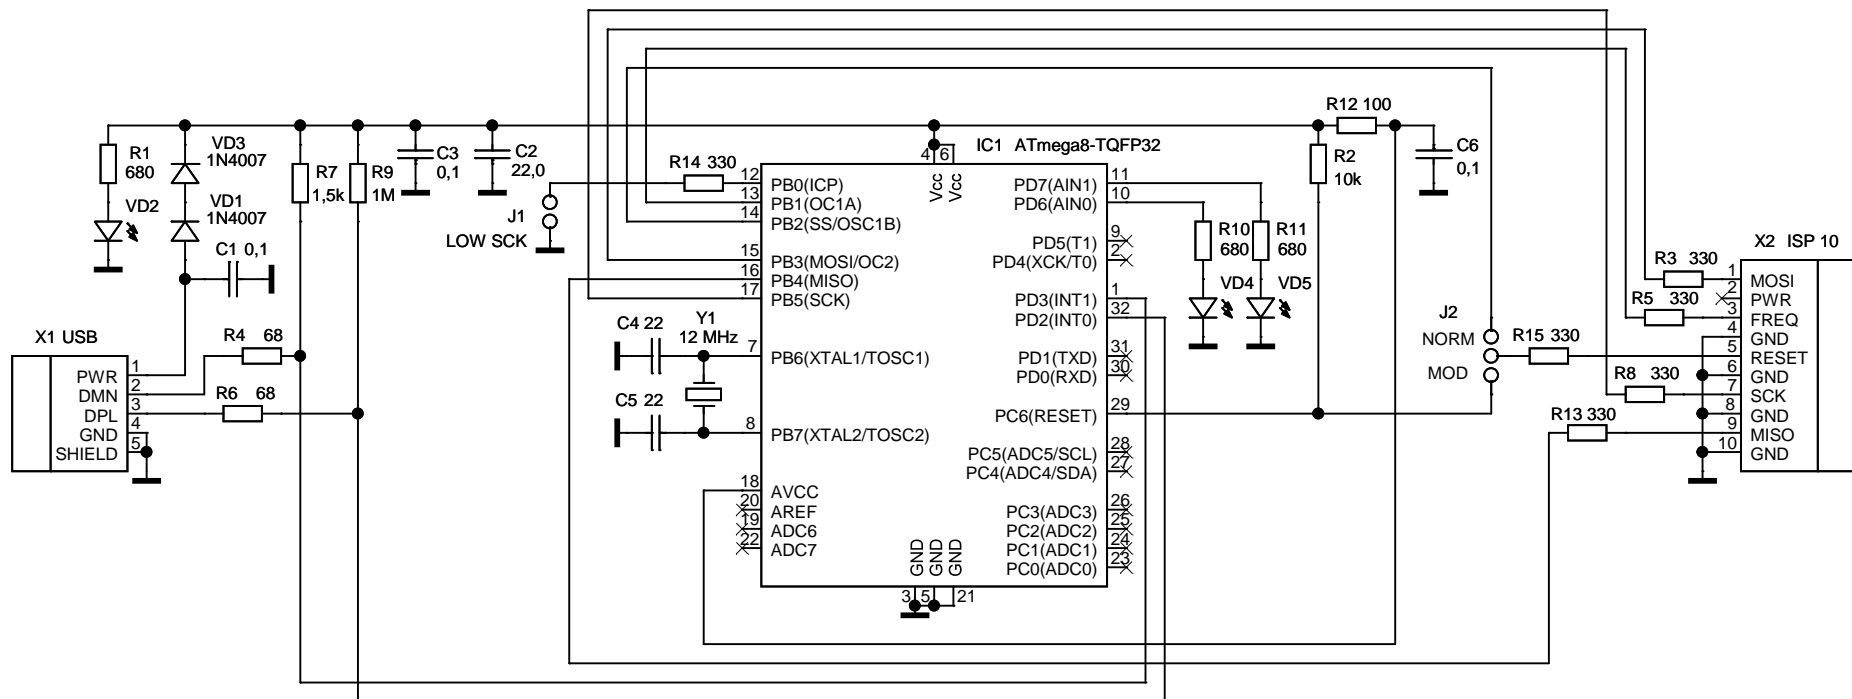 R12 100
VD3
1N4007
R1
680
R7
1,5k
R9
1M
C3
0,1
C2
22,0
IC1 ATmega8-TQFP32
R14 330
R2
10k
C6
0,1
VD2
VD1
1N4007
C1 0,1
J1
LOW SCK
4
6
Vcc
Vcc
12
PB0(ICP)
13
PB1(OC1A)
14
PB2(SS/OSC1B)
15
PB3(MOSI/OC2)
16
PB4(MISO)
17
PB5(SCK)
7
PB6(XTAL1/TOSC1)
8
PB7(XTAL2/TOSC2)
18
AVCC
20
AREF
19
ADC6
22
ADC7
PD7(AIN1)
11
PD6(AIN0)
10
PD5(T1)
9
PD4(XCK/T0)
2
PD3(INT1)
1
PD2(INT0)
32
PD1(TXD)
31
PD0(RXD)
30
PC6(RESET)
29
PC5(ADC5/SCL)
28
PC4(ADC4/SDA)
27
PC3(ADC3)
26
PC2(ADC2)
25
PC1(ADC1)
24
PC0(ADC0)
23
GND
GND
GND
3
5
21
C4 22
Y1
12 MHz
C5 22
R10
680
R11
680
VD4
VD5
X1 USB
PWR
1
DMN
2
DPL
3
GND
4
SHIELD
5
R4 68
R6 68
J2
NORM
MOD
R15 330
R3 330
R5 330
R8 330
R13 330
X2 ISP 10
1
MOSI
2
PWR
3
FREQ
4
GND
5
RESET
6
GND
7
SCK
8
GND
9
MISO
10
GND